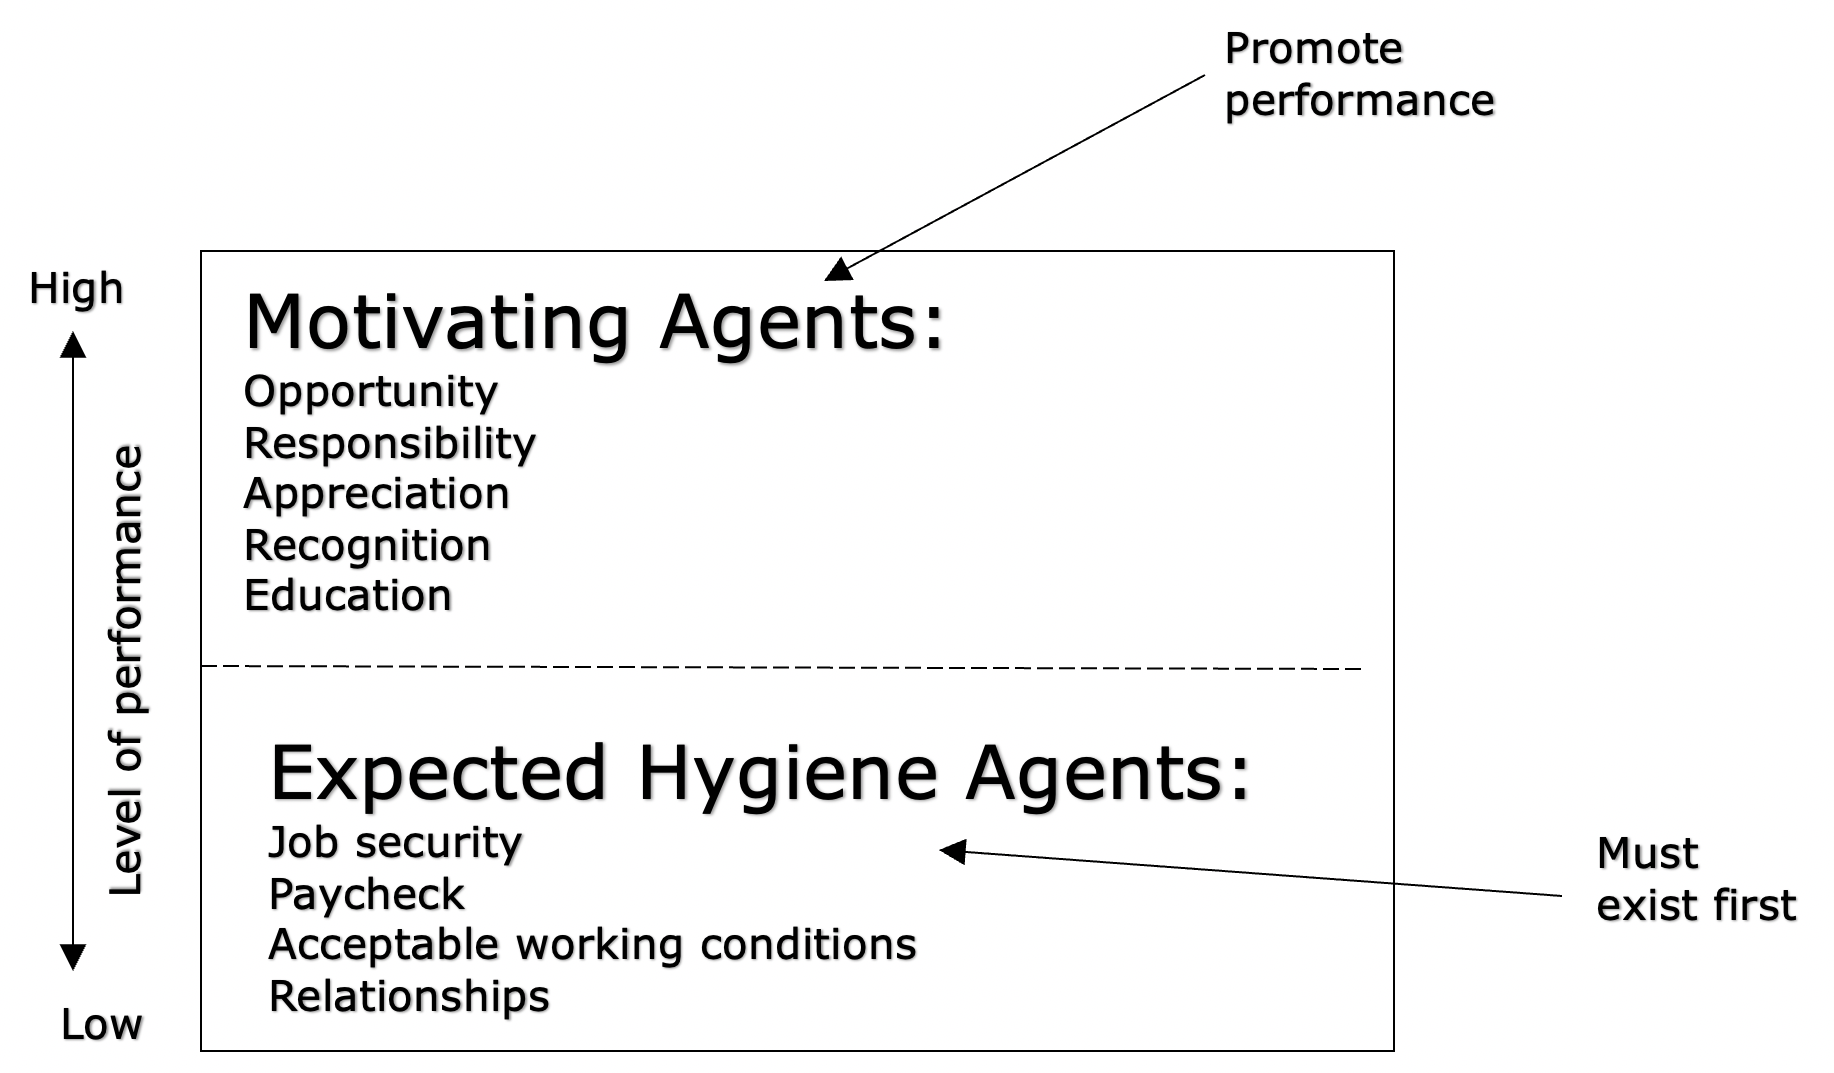 Promote
performance
High
Motivating Agents:
Opportunity
Responsibility
Appreciation
Recognition
Education
Level of performance
Expected Hygiene Agents:
Job security
Paycheck
Acceptable working conditions
Relationships
Must
exist first
Low